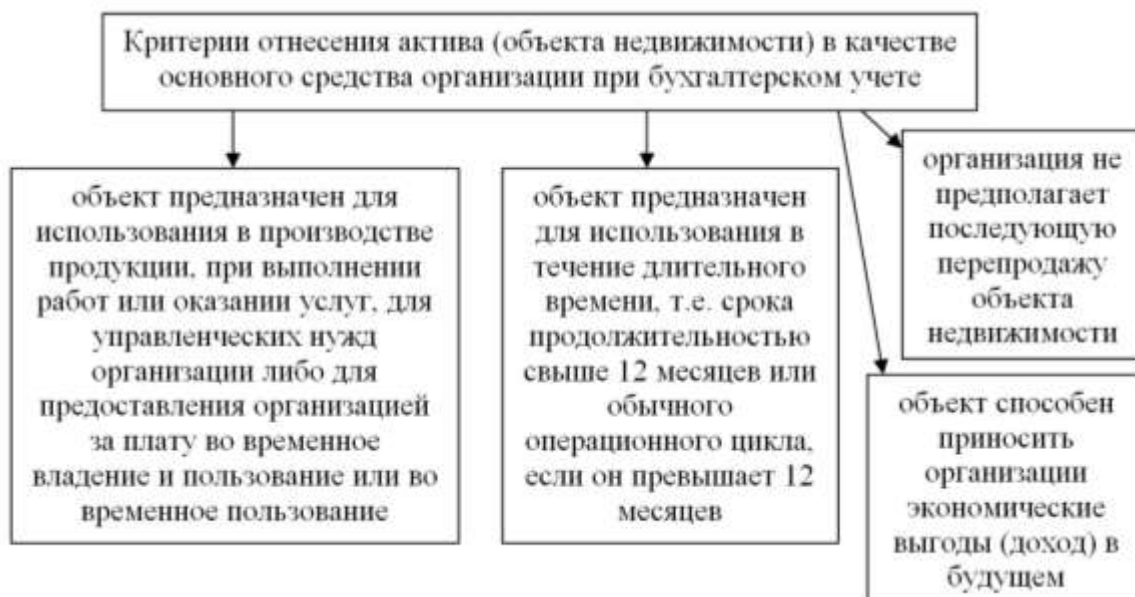 Критерии отнесения актива (объекта недвижимости) в качестве
основного средства организации при бухгалтерском учете
объект предназначен для
использования в производстве
продукции, при выполнении
работ или оказании услуг, для
управленческих нужд
организации либо для
предоставления организацией
за плату во временное
владение и пользование или во
временное пользование
объект предназначен
для использования в
течение длительного
времени, т.е. срока
продолжительностью
свыше 12 месяцев или
обычного
операционного цикла,
если он превышает 12
месяцев
организация не
предполагает
последующую
перепродажу
объекта
недвижимости
объект способен
приносить
организации
экономические
выгоды (доход) в
будущем